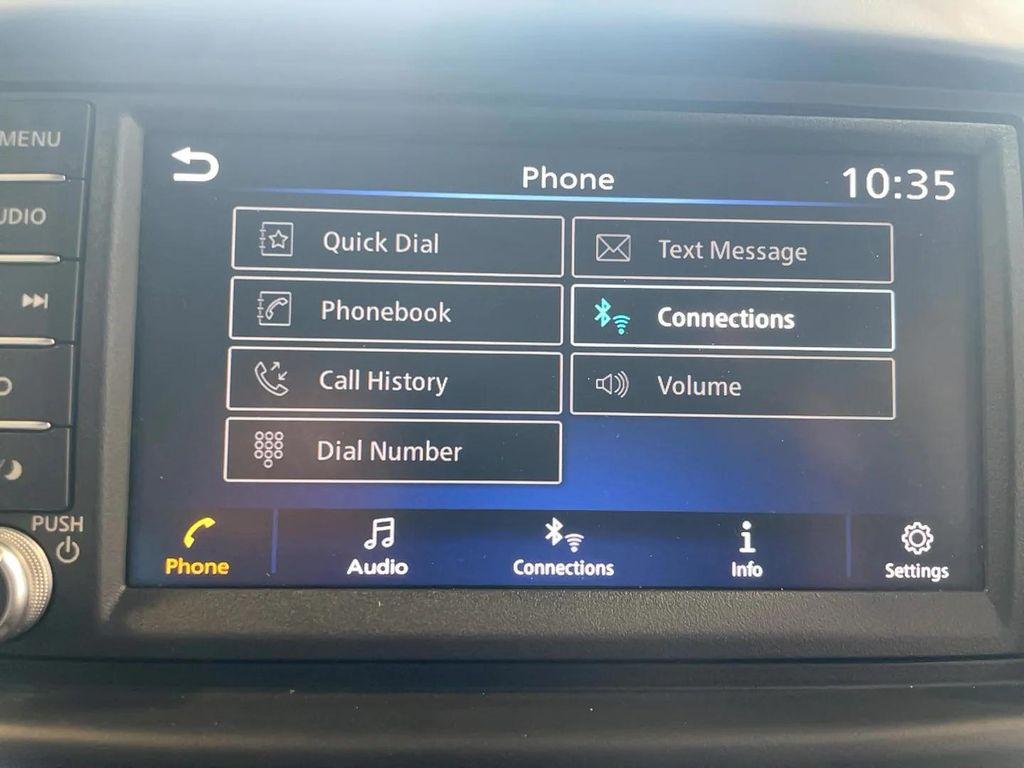 MENU
Phone
10:35
Quick Dial
Text Message
Phonebook
Connections
Call History
Volume
Dial Number
PUSH
Phone
Audio
Connections
Info
Settings